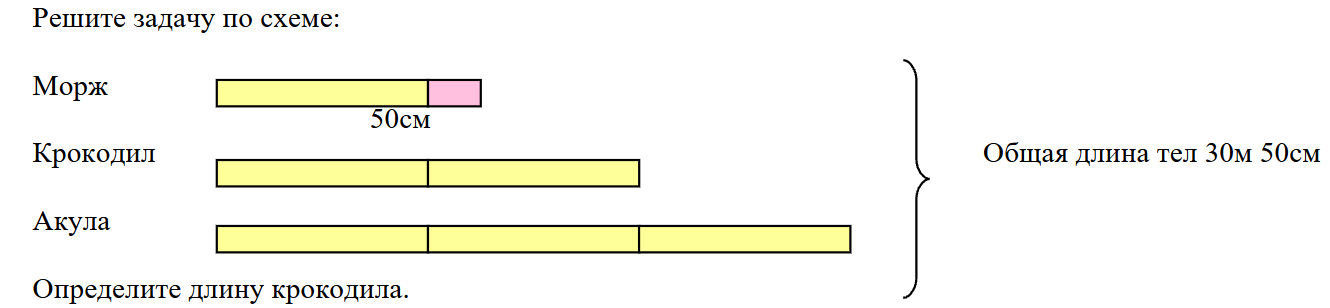 Решите задачу по схеме:
Морж
50см
Крокодил
Общая длина тел 30м 50см
Акула
Определите длину крокодила.